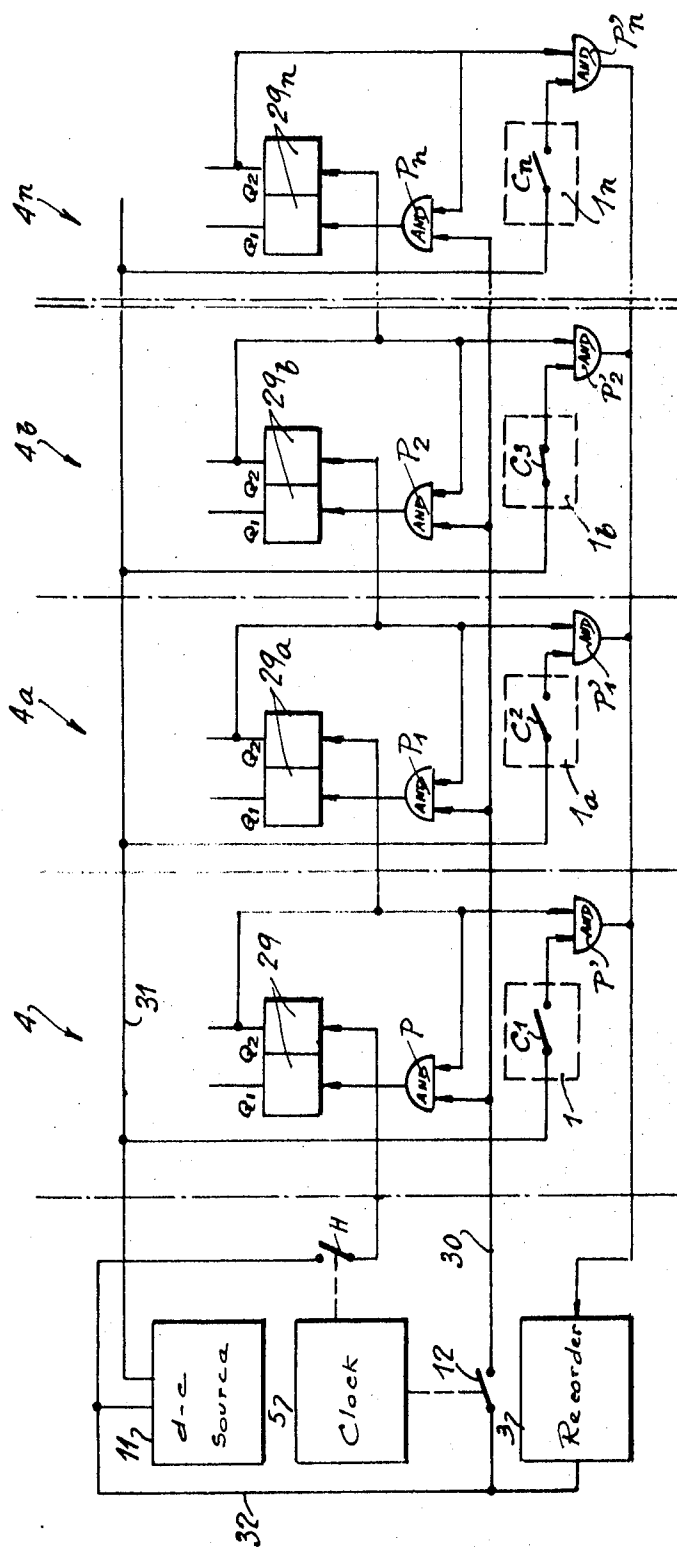 4
4a
4b
4n
11
d-c
Source
31
Q1
Q2
29
Q1
Q2
29a
Q1
Q2
29b
Q1
Q2
29n
H
57
Clock
AND
P
AND
P1
AND
P2
AND
Pn
12
30
C1
1
C2
1a
C3
1b
Cn
1n
3
Recorder
AND
P'
AND
P'1
AND
P'2
AND
P'n
32